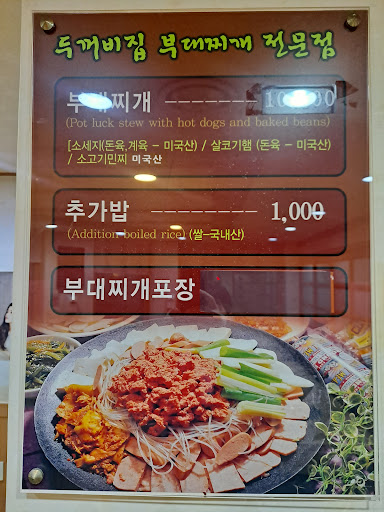 두꺼비집 부대찌개 전문점
부대찌개 --------- 10,000
(Pot luck stew with hot dogs and baked beans)
[소세지(돈육,계육 - 미국산) / 살코기햄 (돈육 - 미국산)
/ 소고기민찌 미국산
추가밥 --------- 1,000
(Addition boiled rice) (쌀-국내산)
부대찌개포장